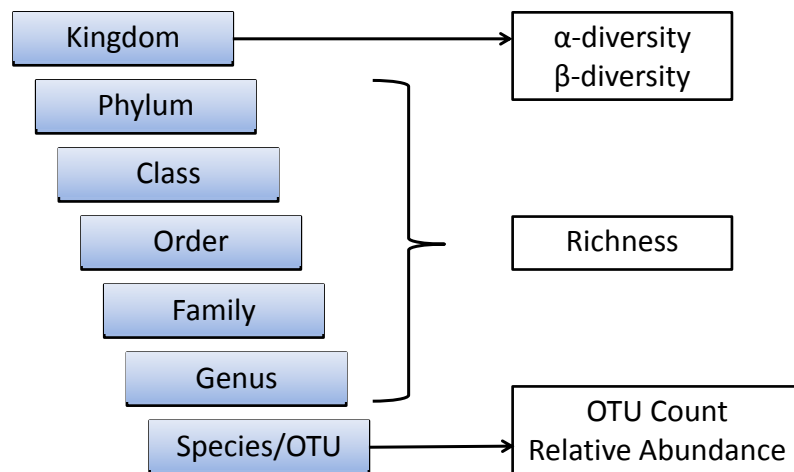 Kingdom
α-diversity
β-diversity
Phylum
Class
Order
Richness
Family
Genus
Species/OTU
OTU Count
Relative Abundance